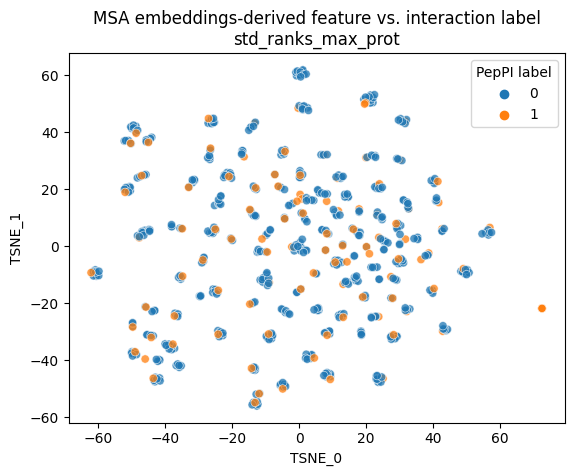 MSA embeddings-derived feature vs. interaction label
std_ranks_max_prot
PepPI label
0
1
TSNE_1
60
40
20
0
−20
−40
−60
−60 −40 −20 0 20 40 60
TSNE_0